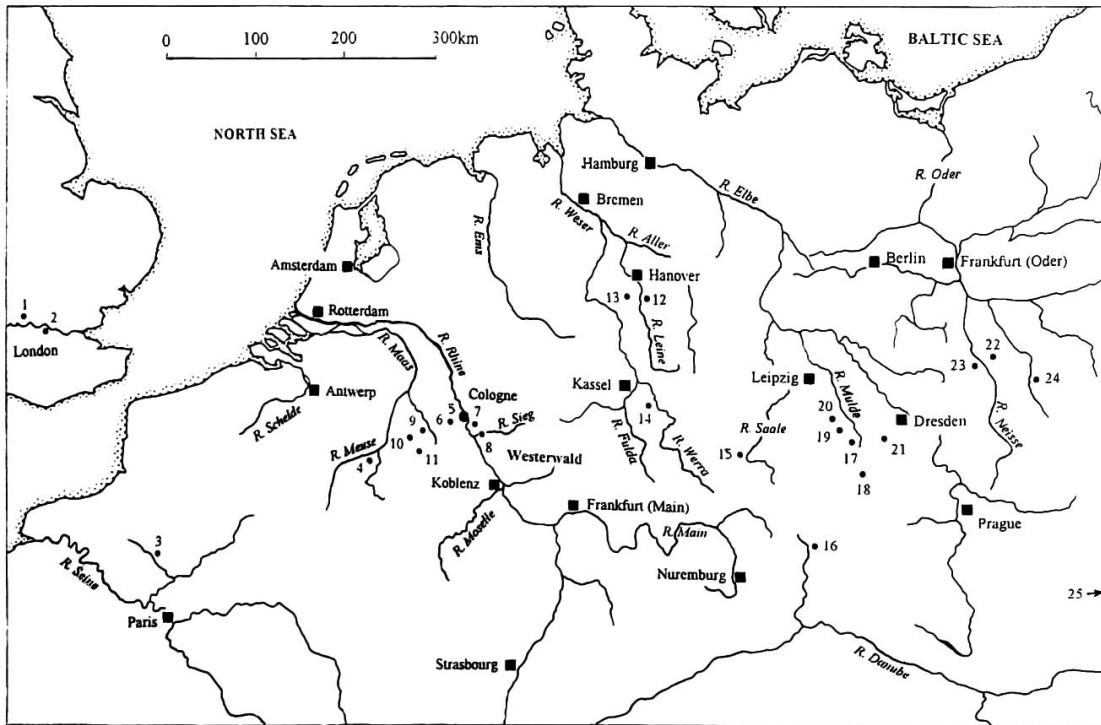 0
100
200
300km
BALTIC SEA
NORTH SEA
Hamburg
R. Elbe
R. Oder
Bremen
R. Weser
R. Ems
R. Aller
Amsterdam
Hanover
Berlin
Frankfurt (Oder)
1
2
London
Rotterdam
13
12
R. Leine
R. Maas
R. Rhine
22
23
24
Antwerp
R. Schelde
Kassel
Leipzig
R. Mulde
Cologne
5
6
7
R. Sieg
8
9
10
11
14
20
19
17
Dresden
21
R. Neisse
R. Meuse
4
Westerwald
R. Fulda
R. Werra
R. Saale
15
18
Koblenz
Frankfurt (Main)
Prague
R. Moselle
R. Main
16
3
R. Seine
Nuremburg
25
Paris
Strasbourg
R. Danube